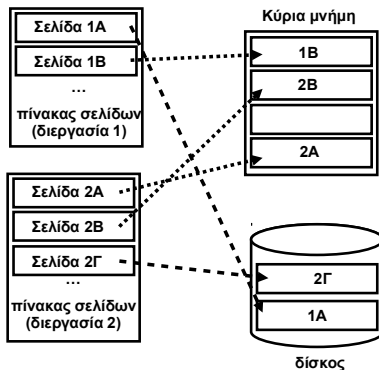 Σελίδα 1Α
Σελίδα 1Β
...
πίνακας σελίδων
(διεργασία 1)
Σελίδα 2Α
Σελίδα 2Β
Σελίδα 2Γ
...
πίνακας σελίδων
(διεργασία 2)
Κύρια μνήμη
1Β
2Β
2Α
2Γ
1Α
δίσκος